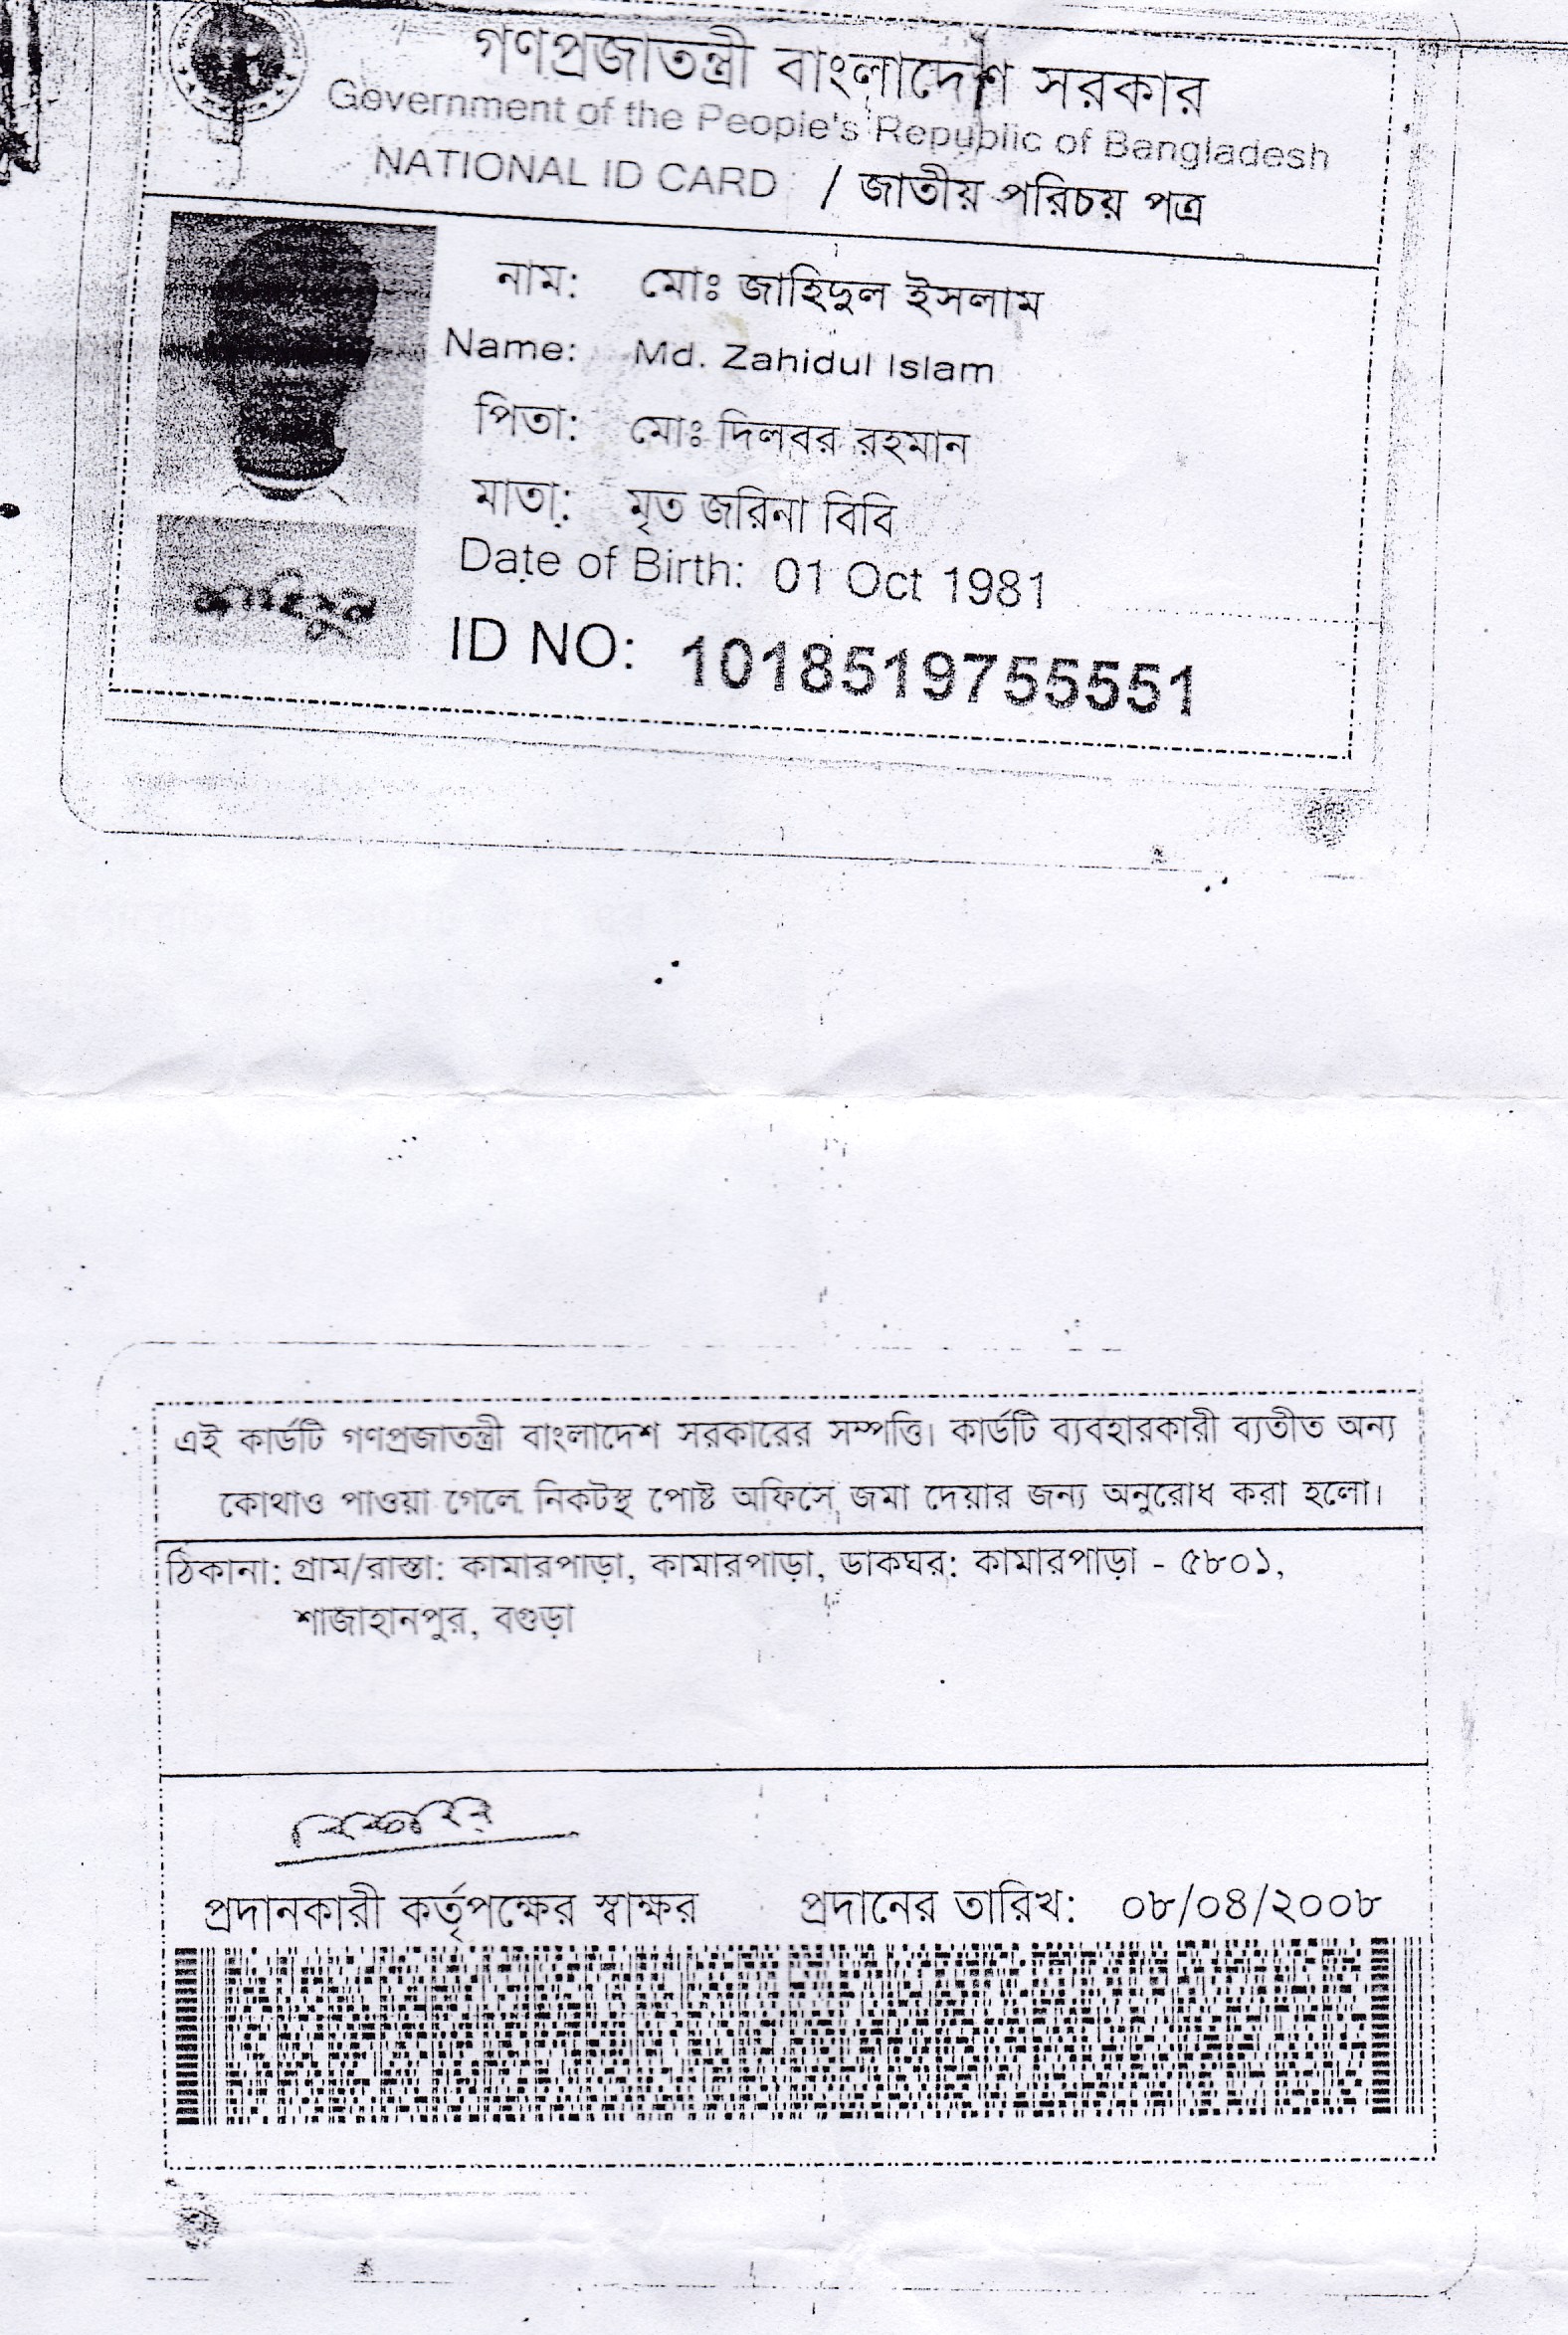 গণপ্রজাতন্ত্রী বাংলাদেশ সরকার
Government of the People's Republic of Bangladesh
NATIONAL ID CARD / জাতীয় পরিচয় পত্র
নাম: মোঃ জাহিদুল ইসলাম
Name: Md. Zahidul Islam
পিতা: মোঃ দিলবর রহমান
মাতা: মৃত জরিনা বিবি
Date of Birth: 01 Oct 1981
জাহিদুল
ID NO: 1018519755551
এই কার্ডটি গণপ্রজাতন্ত্রী বাংলাদেশ সরকারের সম্পত্তি। কার্ডটি ব্যবহারকারী ব্যতীত অন্য
কোথাও পাওয়া গেলে নিকটস্থ পোষ্ট অফিসে জমা দেয়ার জন্য অনুরোধ করা হলো।
ঠিকানা: গ্রাম/রাস্তা: কামারপাড়া, কামারপাড়া, ডাকঘর: কামারপাড়া - ৫৮০১,
শাজাহানপুর, বগুড়া
প্রদানকারী কর্তৃপক্ষের স্বাক্ষর প্রদানের তারিখ: ০৮/০৪/২০০৮